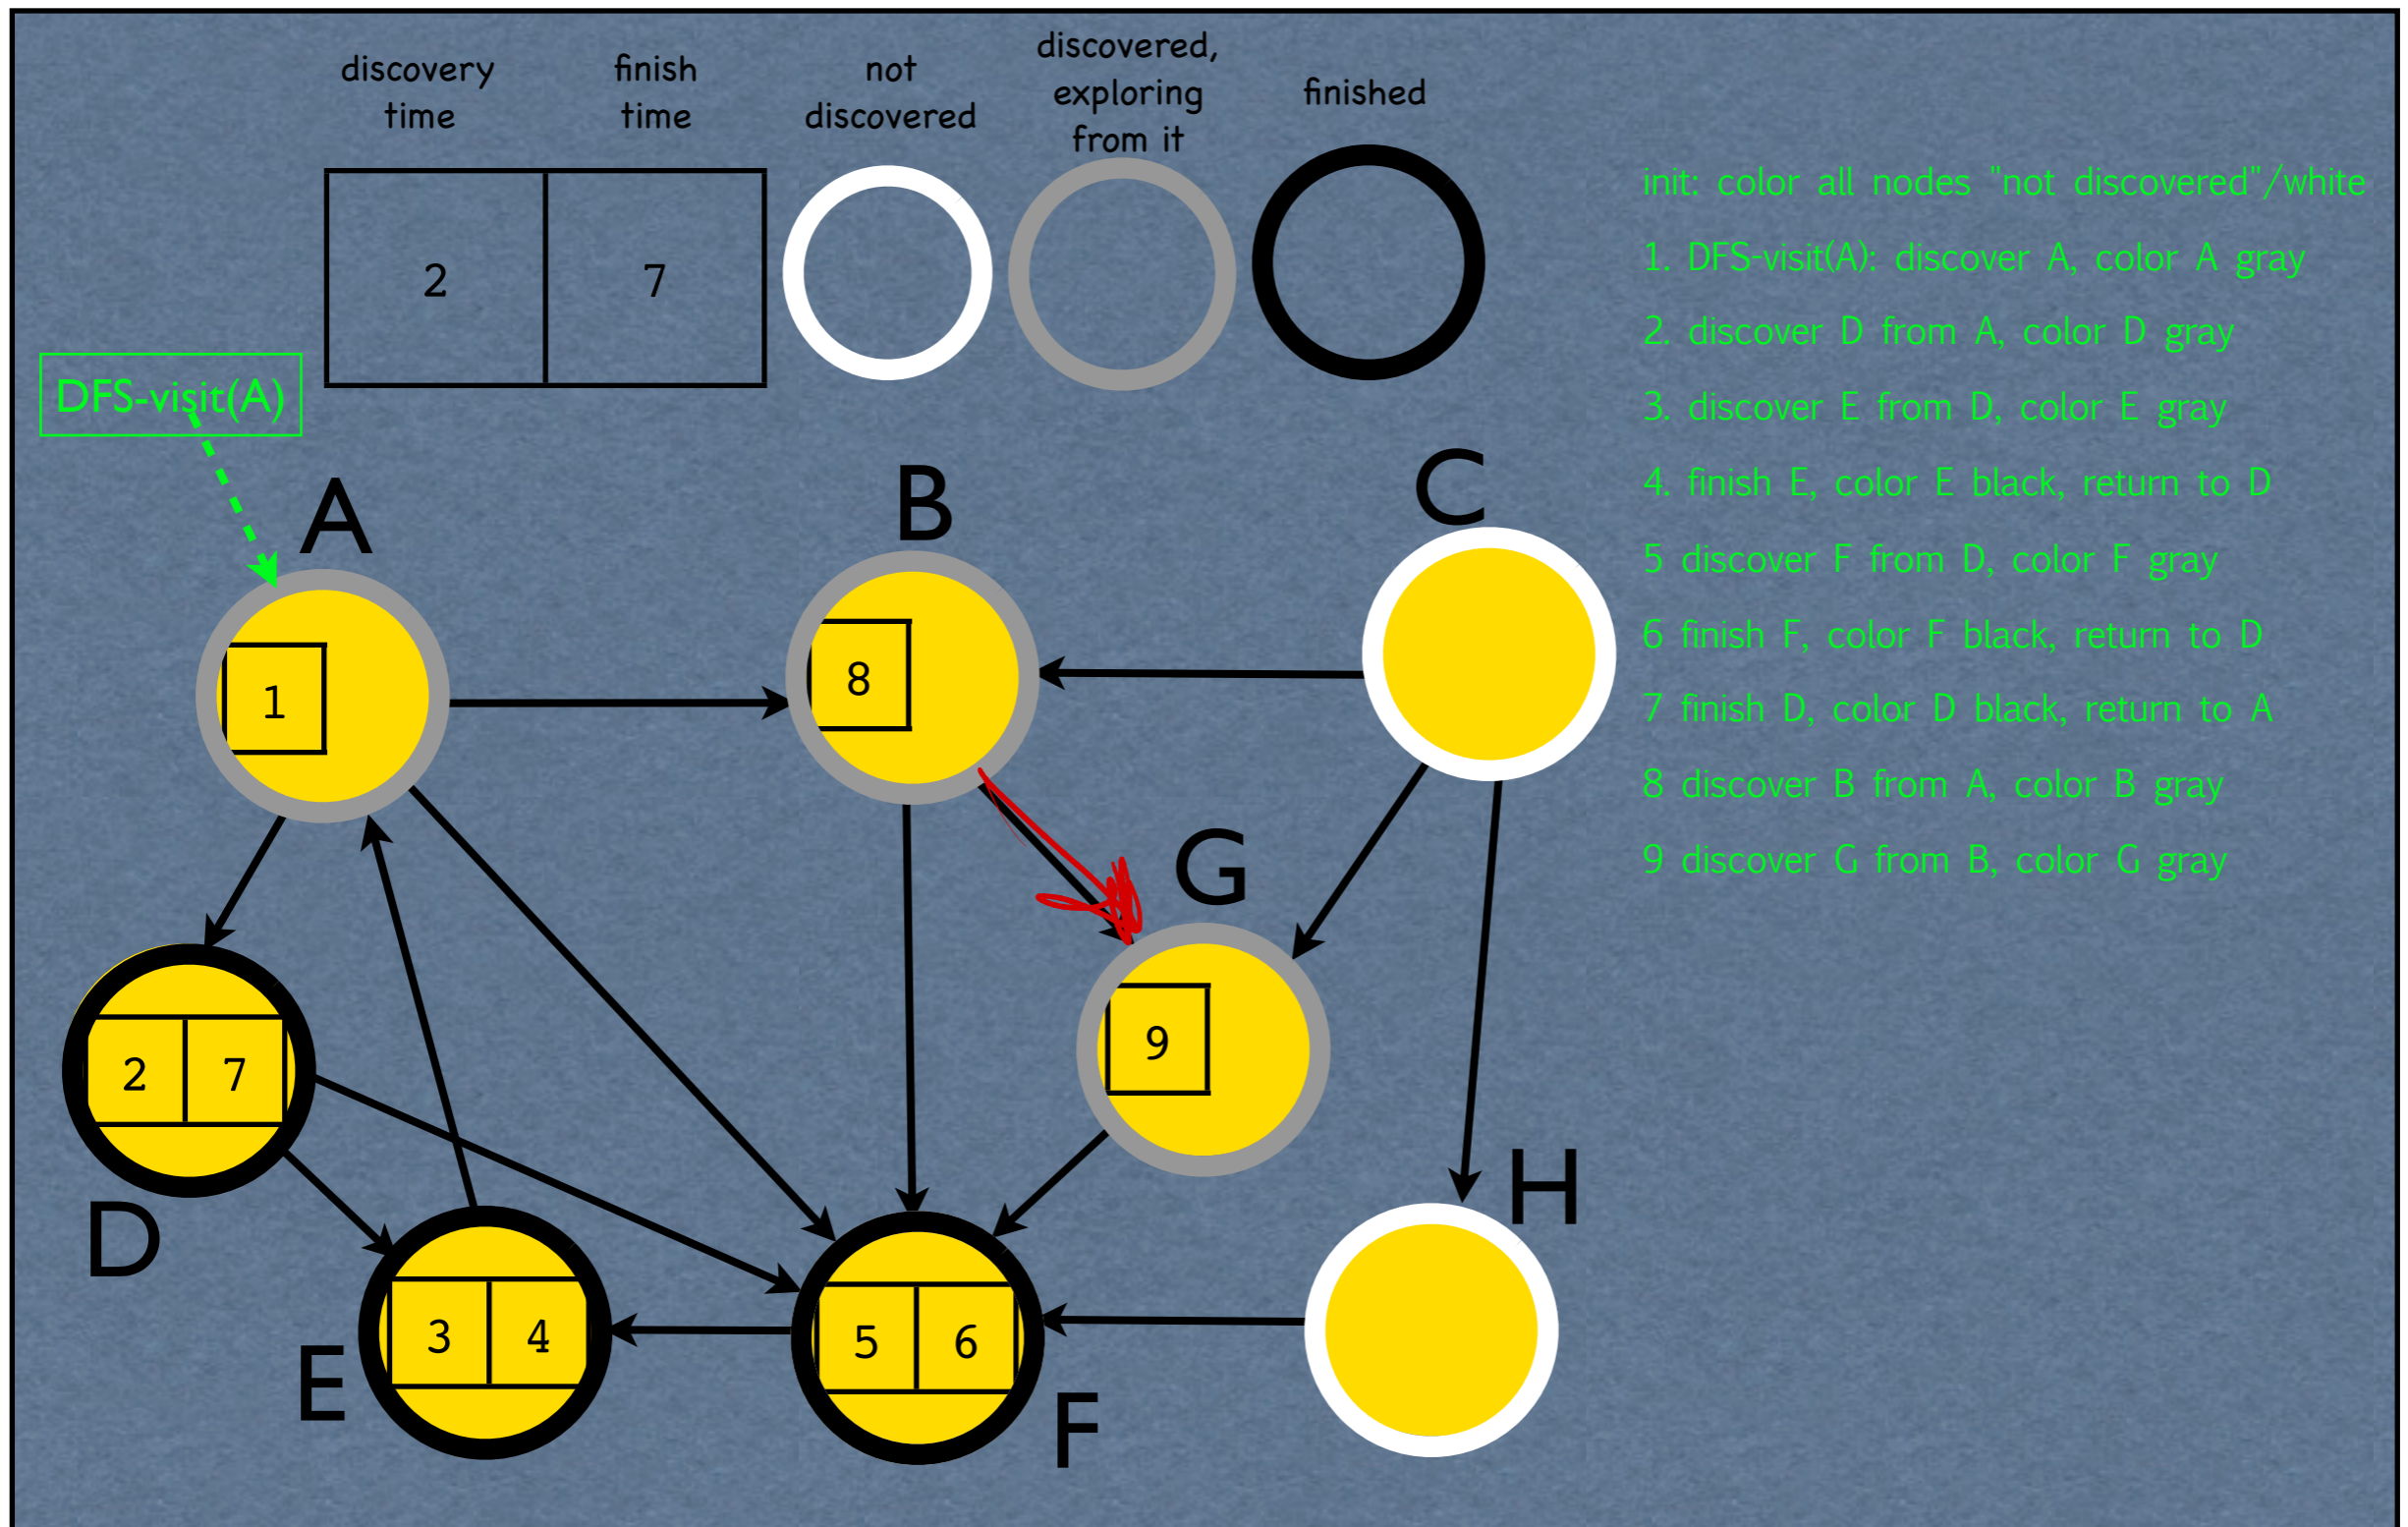 discovery
time
finish
time
not
discovered
discovered,
exploring
from it
finished
2
7
init: color all nodes "not discovered"/white
1. DFS-visit(A): discover A, color A gray
2. discover D from A, color D gray
3. discover E from D, color E gray
4. finish E, color E black, return to D
5 discover F from D, color F gray
6 finish F, color F black, return to D
7 finish D, color D black, return to A
8 discover B from A, color B gray
9 discover G from B, color G gray
DFS-visit(A)
A
B
C
1
8
G
9
2
7
D
H
3
4
E
5
6
F